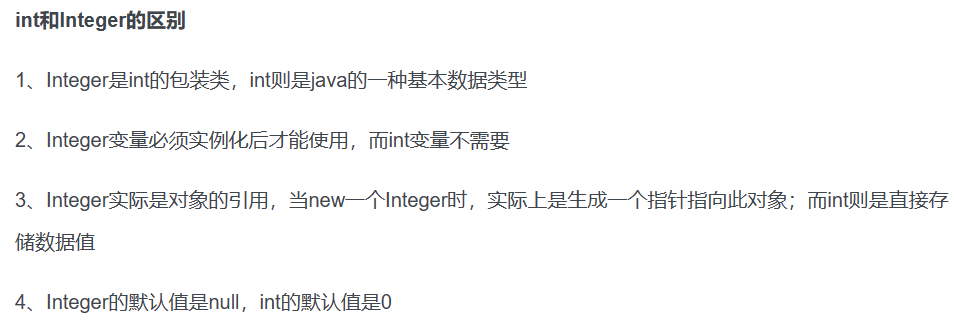 int和Integer的区别
1、Integer是int的包装类，int则是java的一种基本数据类型
2、Integer变量必须实例化后才能使用，而int变量不需要
3、Integer实际是对象的引用，当new一个Integer时，实际上是生成一个指针指向此对象；而int则是直接存
储数据值
4、Integer的默认值是null，int的默认值是0